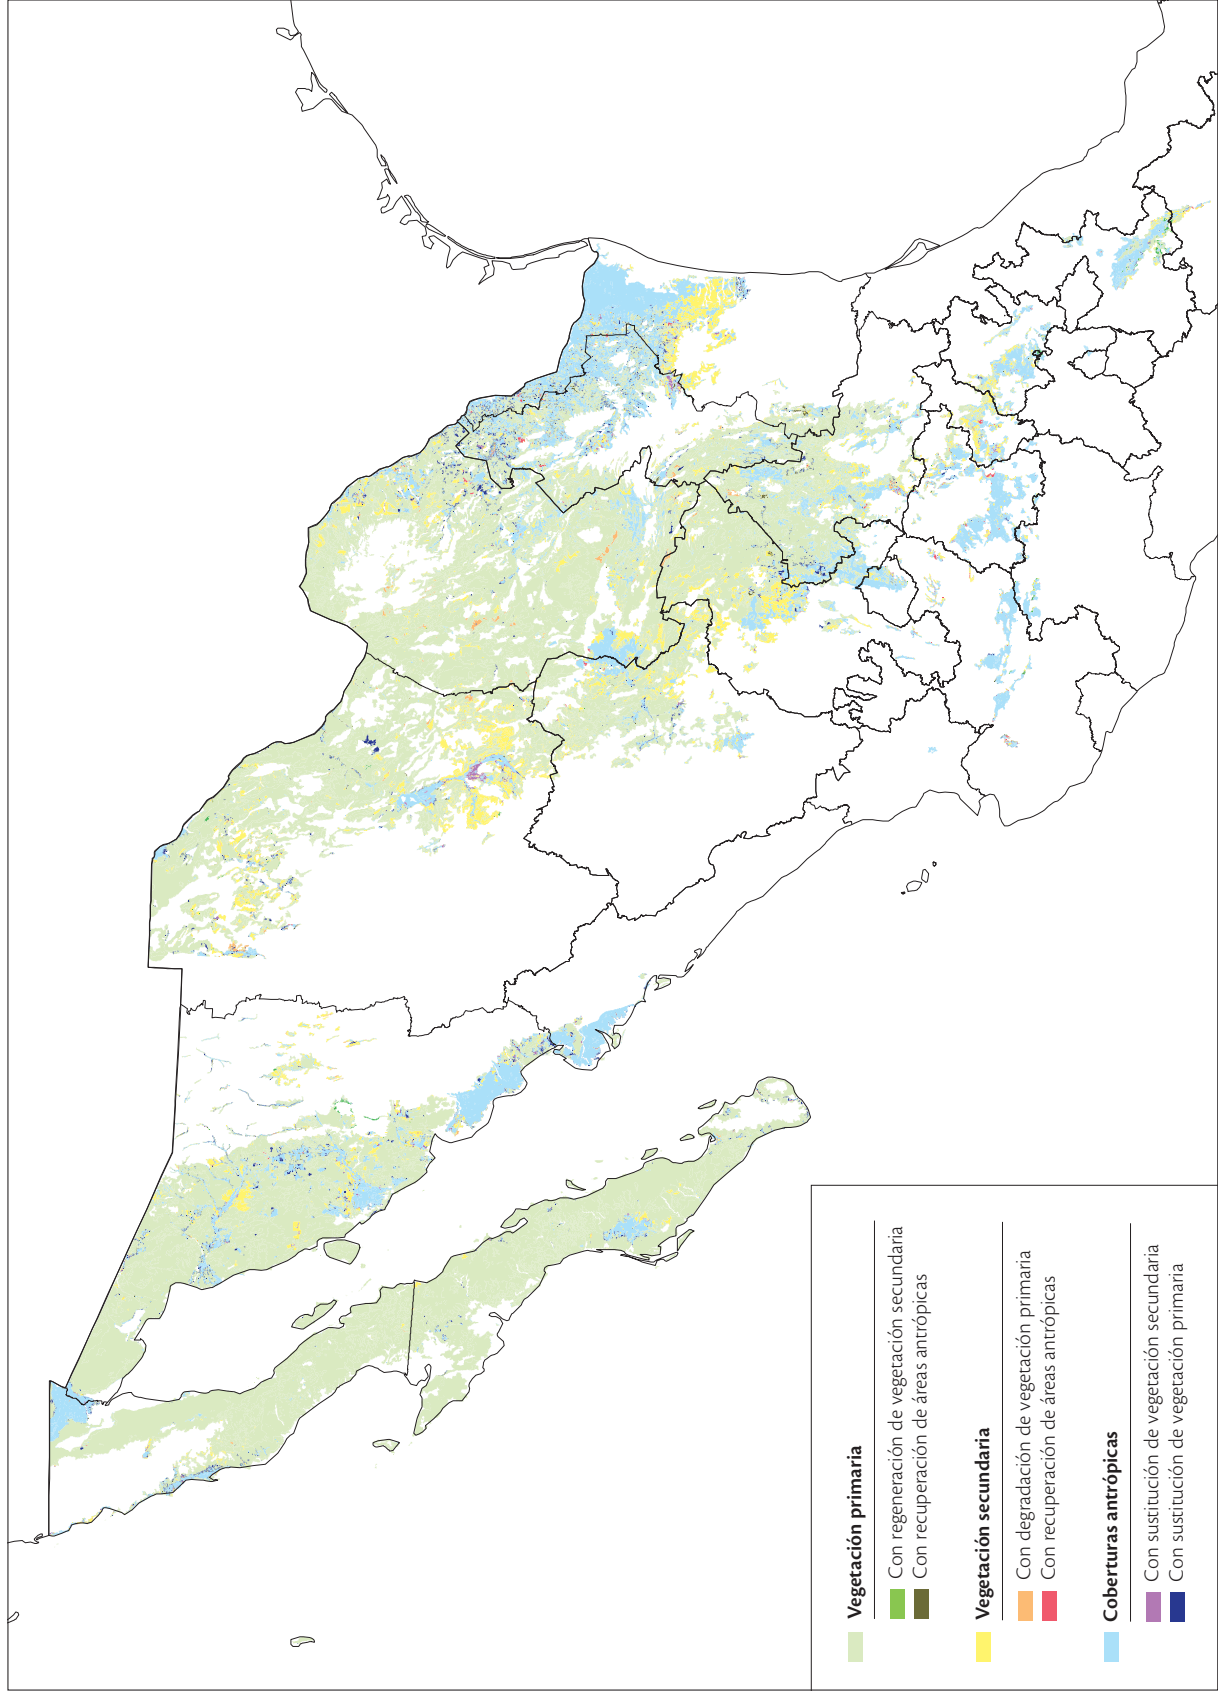 Vegetación primaria
Con regeneración de vegetación secundaria
Con recuperación de áreas antrópicas
Vegetación secundaria
Con degradación de vegetación primaria
Con recuperación de áreas antrópicas
Coberturas antrópicas
Con sustitución de vegetación secundaria
Con sustitución de vegetación primaria